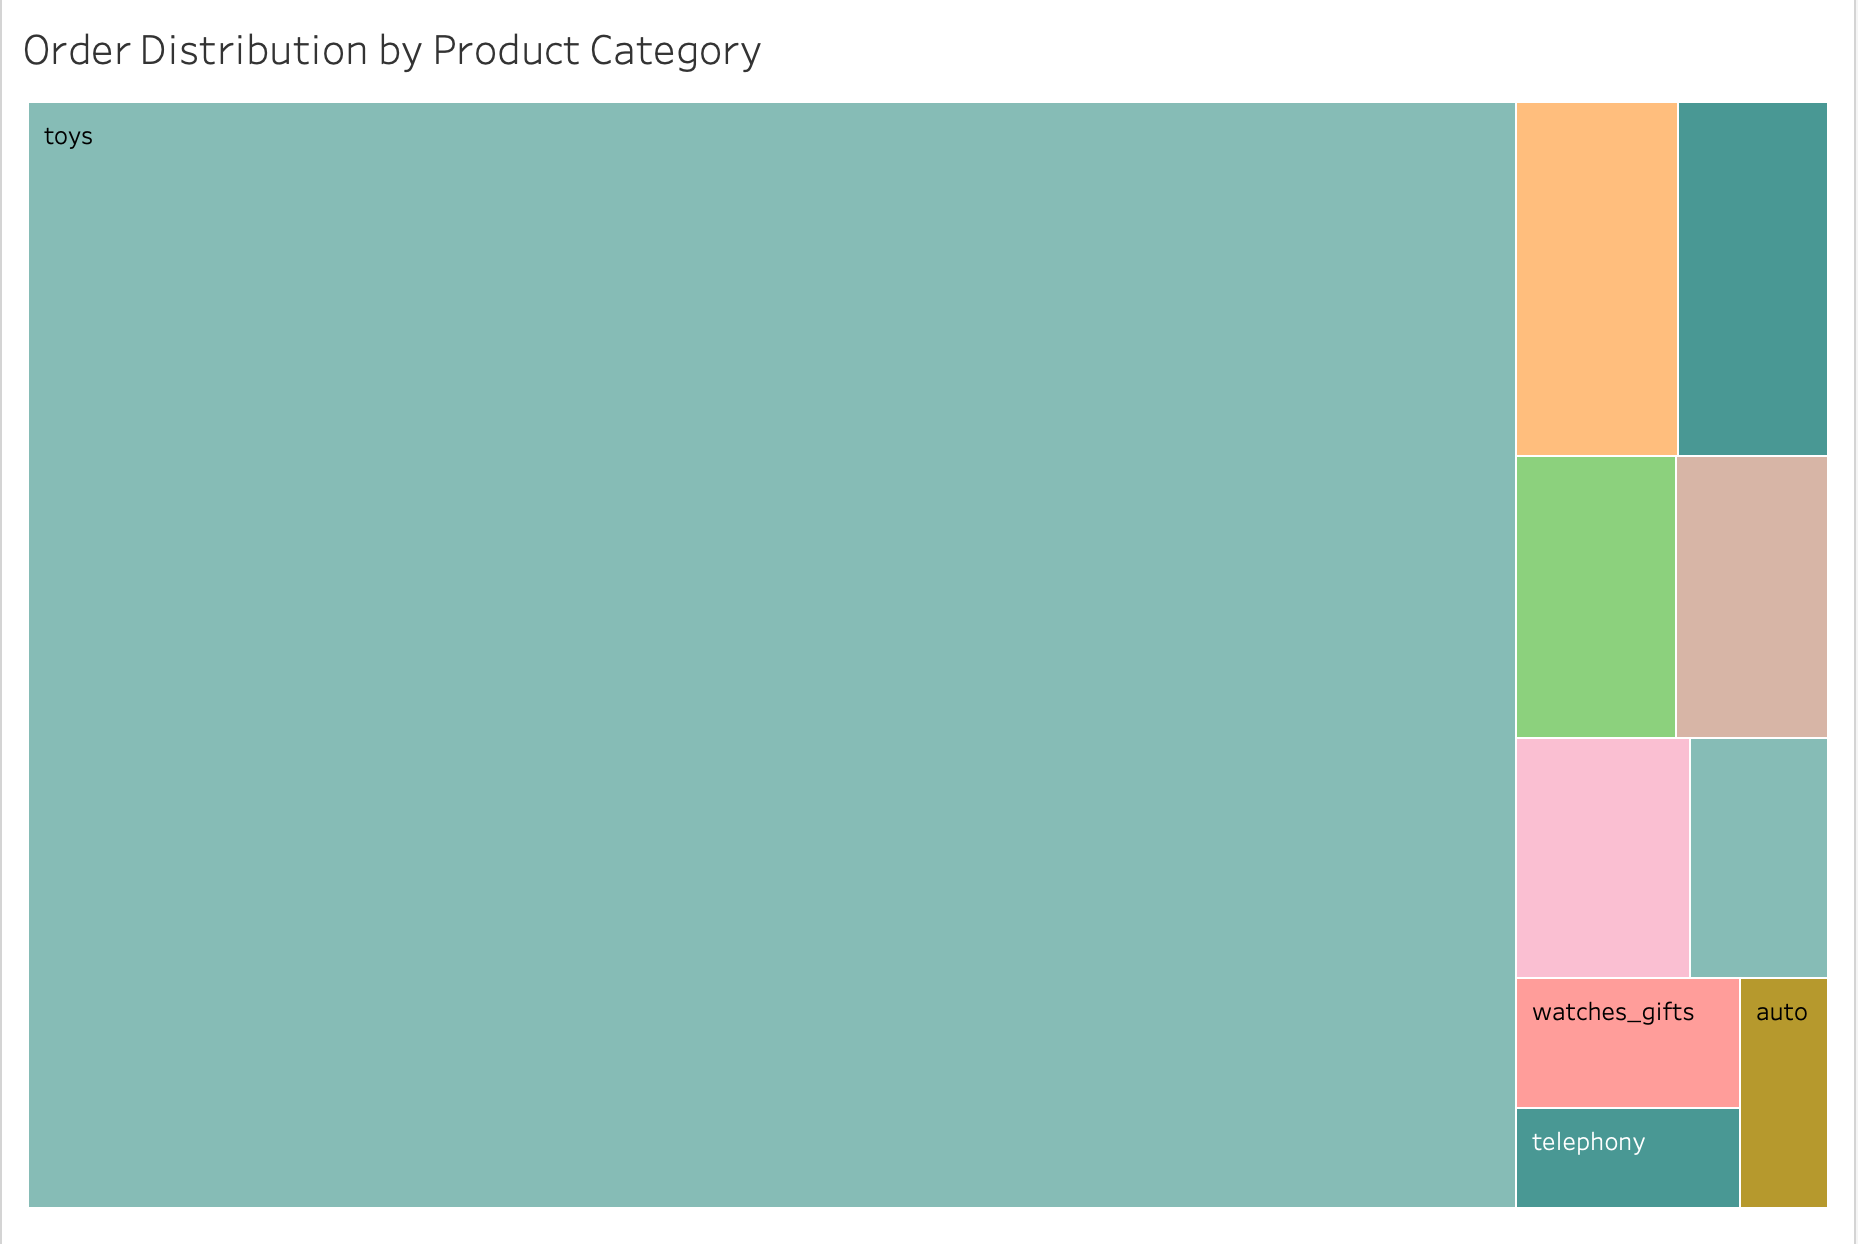 Order Distribution by Product Category
toys
watches_gifts
auto
telephony